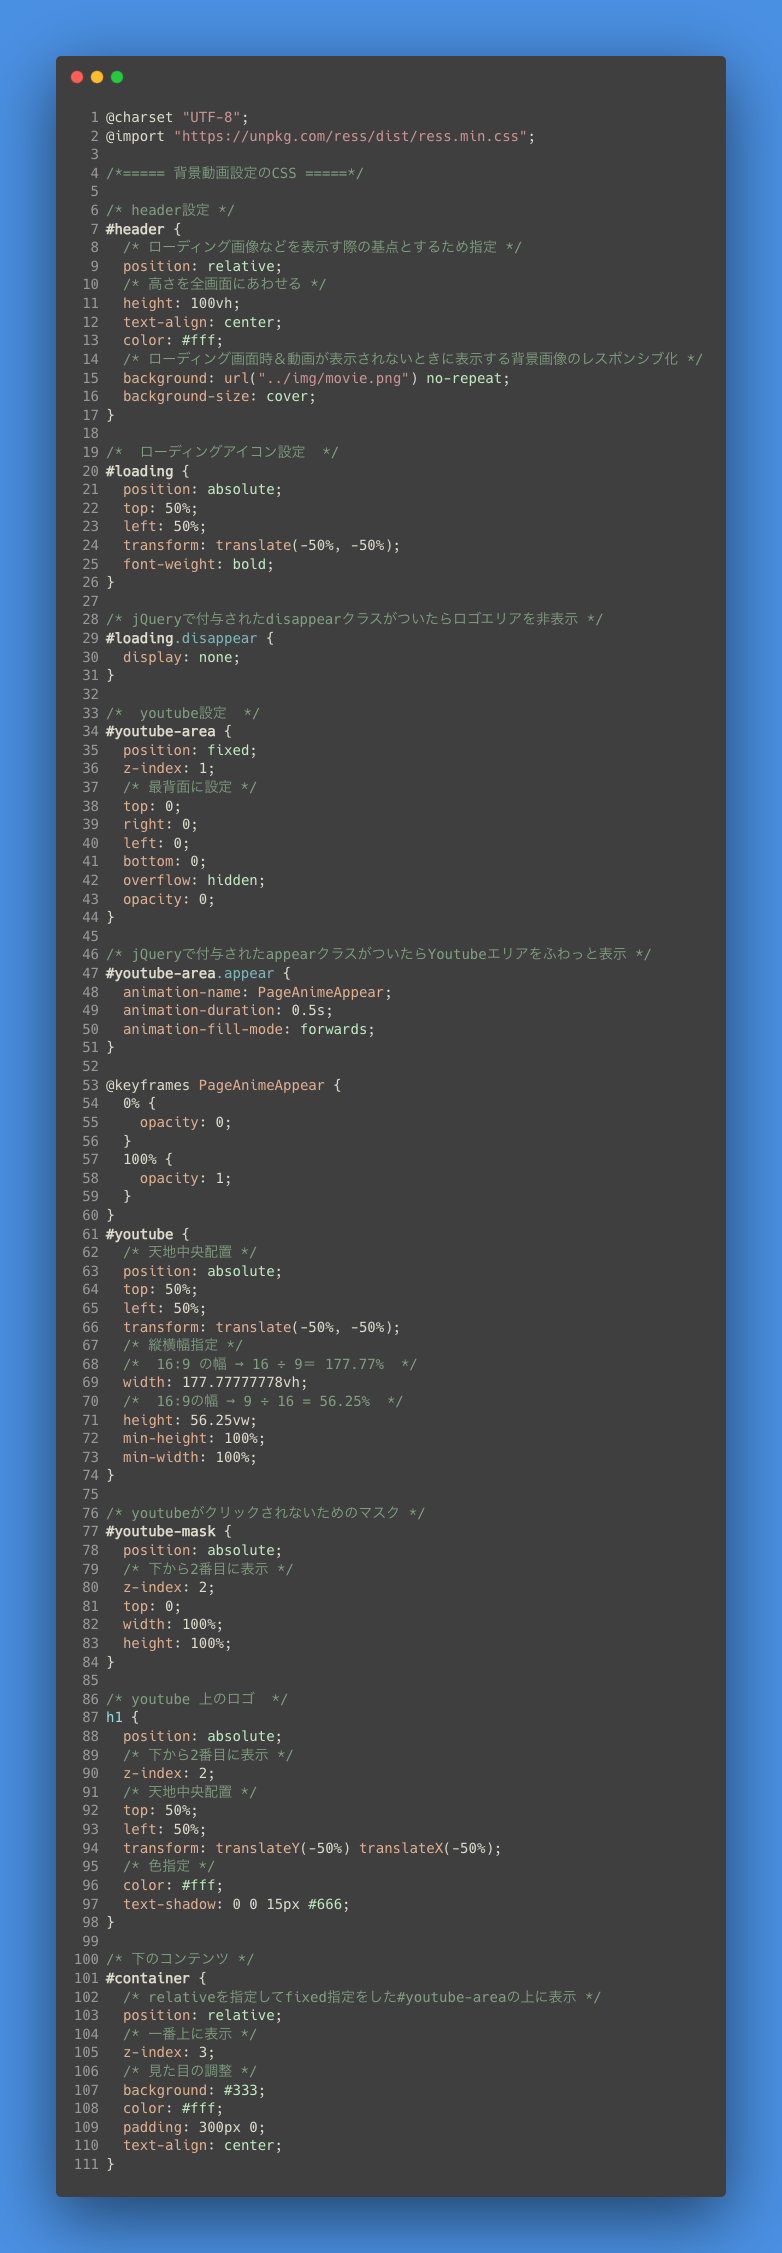 1 @charset "UTF-8";
2 @import "https://unpkg.com/ress/dist/ress.min.css";
3
4 /*===== 背景動画設定のCSS =====*/
5
6 /* header設定 */
7 #header {
8   /* ローディング画像などを表示す際の基点とするため指定 */
9   position: relative;
10   /* 高さを全画面にあわせる */
11   height: 100vh;
12   text-align: center;
13   color: #fff;
14   /* ローディング画面時＆動画が表示されないときに表示する背景画像のレスポンシブ化 */
15   background: url("../img/movie.png") no-repeat;
16   background-size: cover;
17 }
18
19 /*  ローディングアイコン設定  */
20 #loading {
21   position: absolute;
22   top: 50%;
23   left: 50%;
24   transform: translate(-50%, -50%);
25   font-weight: bold;
26 }
27
28 /* jQueryで付与されたdisappearクラスがついたらロゴエリアを非表示 */
29 #loading.disappear {
30   display: none;
31 }
32
33 /*  youtube設定  */
34 #youtube-area {
35   position: fixed;
36   z-index: 1;
37   /* 最背面に設定 */
38   top: 0;
39   right: 0;
40   left: 0;
41   bottom: 0;
42   overflow: hidden;
43   opacity: 0;
44 }
45
46 /* jQueryで付与されたappearクラスがついたらYoutubeエリアをふわっと表示 */
47 #youtube-area.appear {
48   animation-name: PageAnimeAppear;
49   animation-duration: 0.5s;
50   animation-fill-mode: forwards;
51 }
52
53 @keyframes PageAnimeAppear {
54   0% {
55     opacity: 0;
56   }
57   100% {
58     opacity: 1;
59   }
60 }
61 #youtube {
62   /* 天地中央配置 */
63   position: absolute;
64   top: 50%;
65   left: 50%;
66   transform: translate(-50%, -50%);
67   /* 縦横幅指定 */
68   /*  16:9 の幅 → 16 ÷ 9＝ 177.77%  */
69   width: 177.77777778vh;
70   /*  16:9の幅 → 9 ÷ 16 = 56.25%  */
71   height: 56.25vw;
72   min-height: 100%;
73   min-width: 100%;
74 }
75
76 /* youtubeがクリックされないためのマスク */
77 #youtube-mask {
78   position: absolute;
79   /* 下から2番目に表示 */
80   z-index: 2;
81   top: 0;
82   width: 100%;
83   height: 100%;
84 }
85
86 /* youtube 上のロゴ  */
87 h1 {
88   position: absolute;
89   /* 下から2番目に表示 */
90   z-index: 2;
91   /* 天地中央配置 */
92   top: 50%;
93   left: 50%;
94   transform: translateY(-50%) translateX(-50%);
95   /* 色指定 */
96   color: #fff;
97   text-shadow: 0 0 15px #666;
98 }
99
100 /* 下のコンテンツ */
101 #container {
102   /* relativeを指定してfixed指定をした#youtube-areaの上に表示 */
103   position: relative;
104   /* 一番上に表示 */
105   z-index: 3;
106   /* 見た目の調整 */
107   background: #333;
108   color: #fff;
109   padding: 300px 0;
110   text-align: center;
111 }